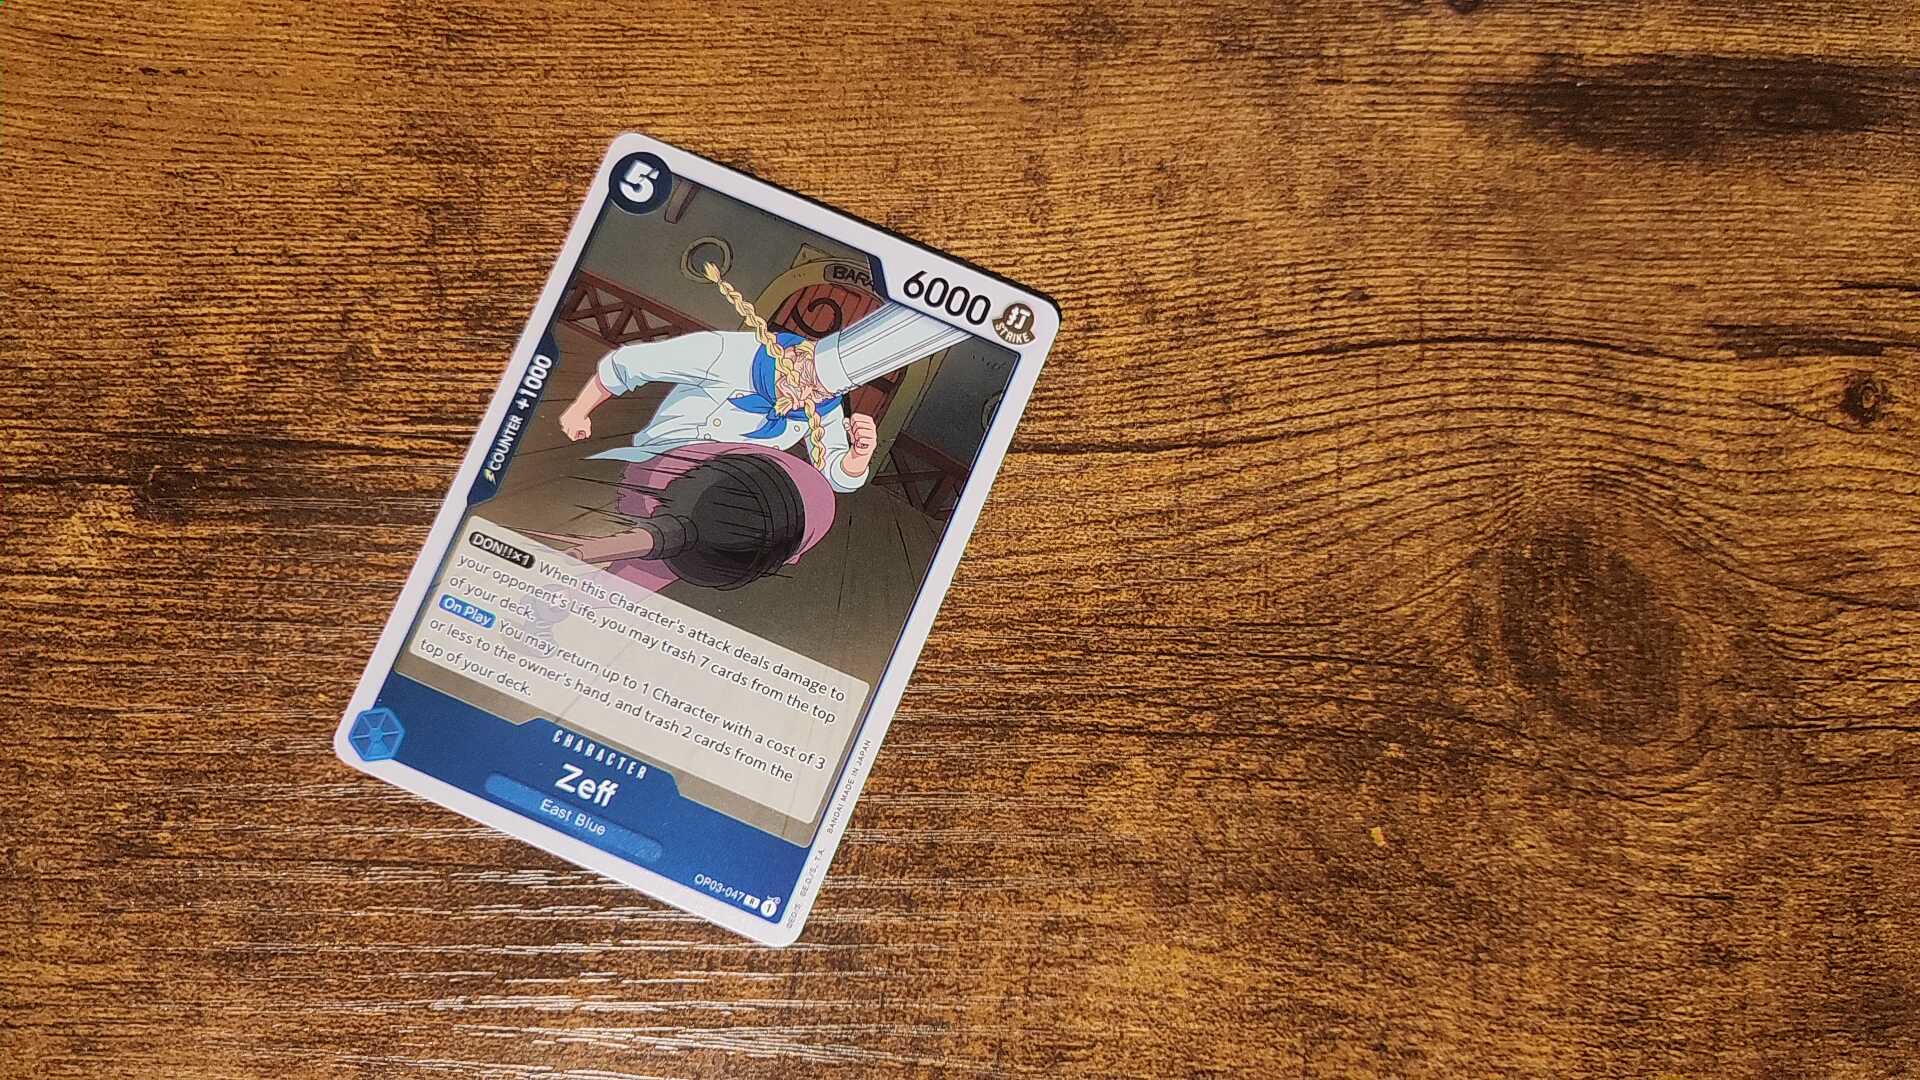 5
BARA
6000
打
STRIKE
COUNTER +1000
DON!!×1 When this Character's attack deals damage to
your opponent's Life, you may trash 7 cards from the top
of your deck.
On Play You may return up to 1 Character with a cost of 3
or less to the owner's hand, and trash 2 cards from the
top of your deck.
CHARACTER
Zeff
East Blue
OP03-047 R 1
©E.O./S. ©E.O./S., T.A. BANDAI MADE IN JAPAN